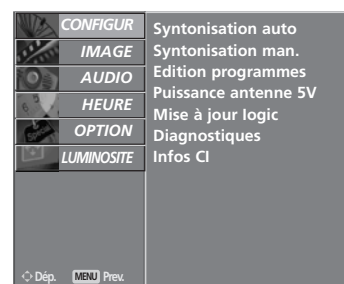 CONFIGUR
IMAGE
AUDIO
HEURE
OPTION
LUMINOSITE
Syntonisation auto
Syntonisation man.
Edition programmes
Puissance antenne 5V
Mise à jour logic
Diagnostiques
Infos CI
Dép. MENU Prev.